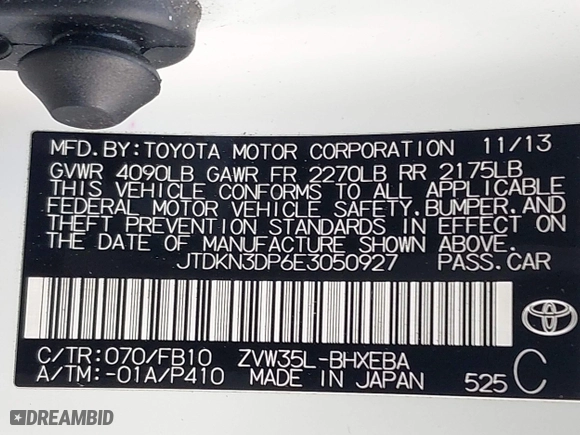 MFD. BY: TOYOTA MOTOR CORPORATION 11/13
GVWR 4090LB GAWR FR 2270LB RR 2175LB
THIS VEHICLE CONFORMS TO ALL APPLICABLE
FEDERAL MOTOR VEHICLE SAFETY, BUMPER, AND
THEFT PREVENTION STANDARDS IN EFFECT ON
THE DATE OF MANUFACTURE SHOWN ABOVE.
JTDKN3DP6E3050927 PASS.CAR
C/TR:070/FB10 ZVW35L-BHXEBA
A/TM:-01A/P410 MADE IN JAPAN 525 C
DREAMBID